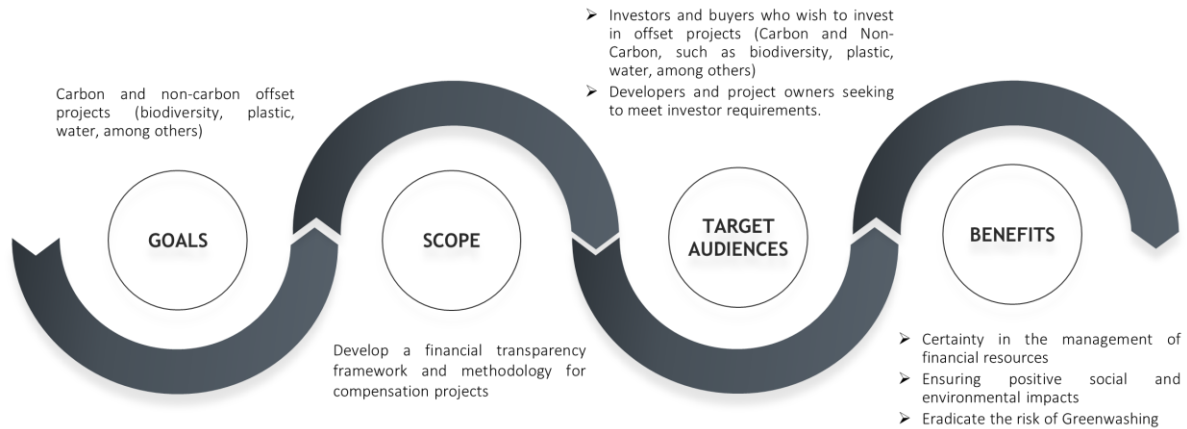 Carbon and non-carbon offset
projects (biodiversity, plastic,
water, among others)
GOALS
SCOPE
Develop a financial transparency
framework and methodology for
compensation projects
➢ Investors and buyers who wish to invest
in offset projects (Carbon and Non-
Carbon, such as biodiversity, plastic,
water, among others)
➢ Developers and project owners seeking
to meet investor requirements.
TARGET
AUDIENCES
BENEFITS
➢ Certainty in the management of
financial resources
➢ Ensuring positive social and
environmental impacts
➢ Eradicate the risk of Greenwashing